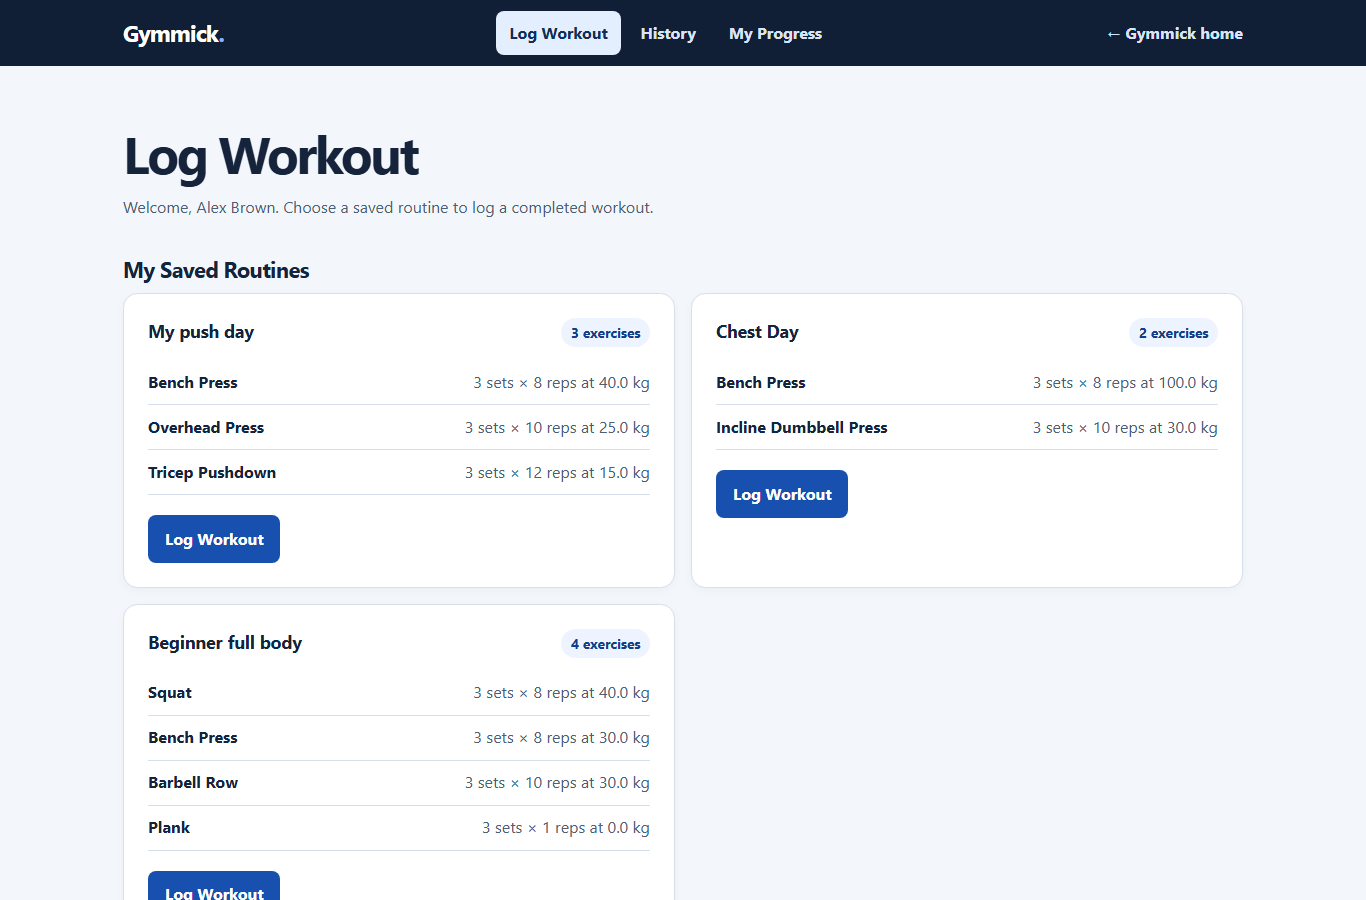 Gymmick.
Log Workout
History
My Progress
← Gymmick home
Log Workout
Welcome, Alex Brown. Choose a saved routine to log a completed workout.
My Saved Routines
My push day
3 exercises
Bench Press
3 sets × 8 reps at 40.0 kg
Overhead Press
3 sets × 10 reps at 25.0 kg
Tricep Pushdown
3 sets × 12 reps at 15.0 kg
Log Workout
Chest Day
2 exercises
Bench Press
3 sets × 8 reps at 100.0 kg
Incline Dumbbell Press
3 sets × 10 reps at 30.0 kg
Log Workout
Beginner full body
4 exercises
Squat
3 sets × 8 reps at 40.0 kg
Bench Press
3 sets × 8 reps at 30.0 kg
Barbell Row
3 sets × 10 reps at 30.0 kg
Plank
3 sets × 1 reps at 0.0 kg
Log Workout